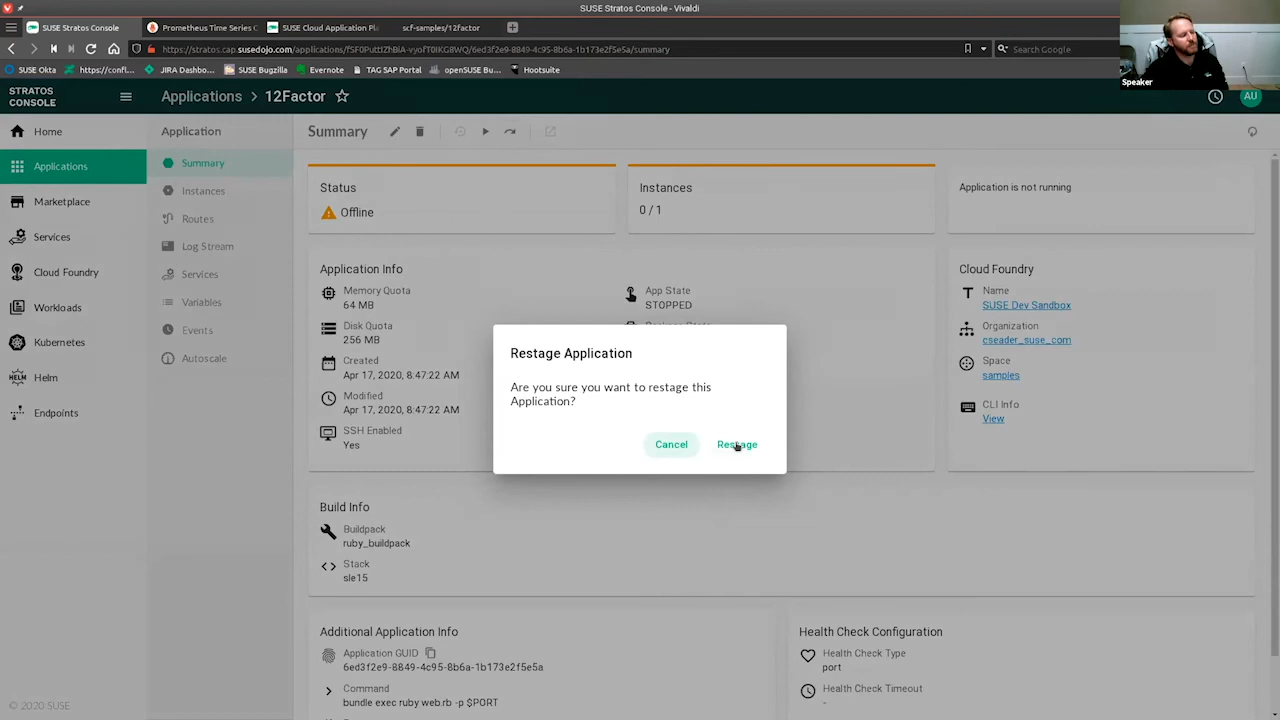 SUSE Stratos Console - Vivaldi
SUSE Stratos Console
Prometheus Time Series C
SUSE Cloud Application Pla
scf-samples/12factor
Search Google
SUSE Okta
https://confl...
JIRA Dashbo...
SUSE Bugzilla
Evernote
TAG SAP Portal
openSUSE Bu...
Hootsuite
Speaker
STRATOS
CONSOLE
Applications > 12Factor
AU
Home
Applications
Marketplace
Services
Cloud Foundry
Workloads
Kubernetes
HELM
Helm
Endpoints
© 2020 SUSE
Application
Summary
Instances
Routes
Log Stream
Services
Variables
Events
Autoscale
Summary
Status
Offline
Instances
0 / 1
Application is not running
Application Info
Memory Quota
64 MB
Disk Quota
256 MB
Created
Apr 17, 2020, 8:47:22 AM
Modified
Apr 17, 2020, 8:47:22 AM
SSH Enabled
Yes
App State
STOPPED
Cloud Foundry
Name
SUSE Dev Sandbox
Organization
cseader_suse_com
Space
samples
CLI Info
View
Restage Application
Are you sure you want to restage this
Application?
Cancel
Restage
Build Info
Buildpack
ruby_buildpack
Stack
sle15
Additional Application Info
Application GUID
6ed3f2e9-8849-4c95-8b6a-1b173e2f5e5a
Command
bundle exec ruby web.rb -p $PORT
Health Check Configuration
Health Check Type
port
Health Check Timeout
-